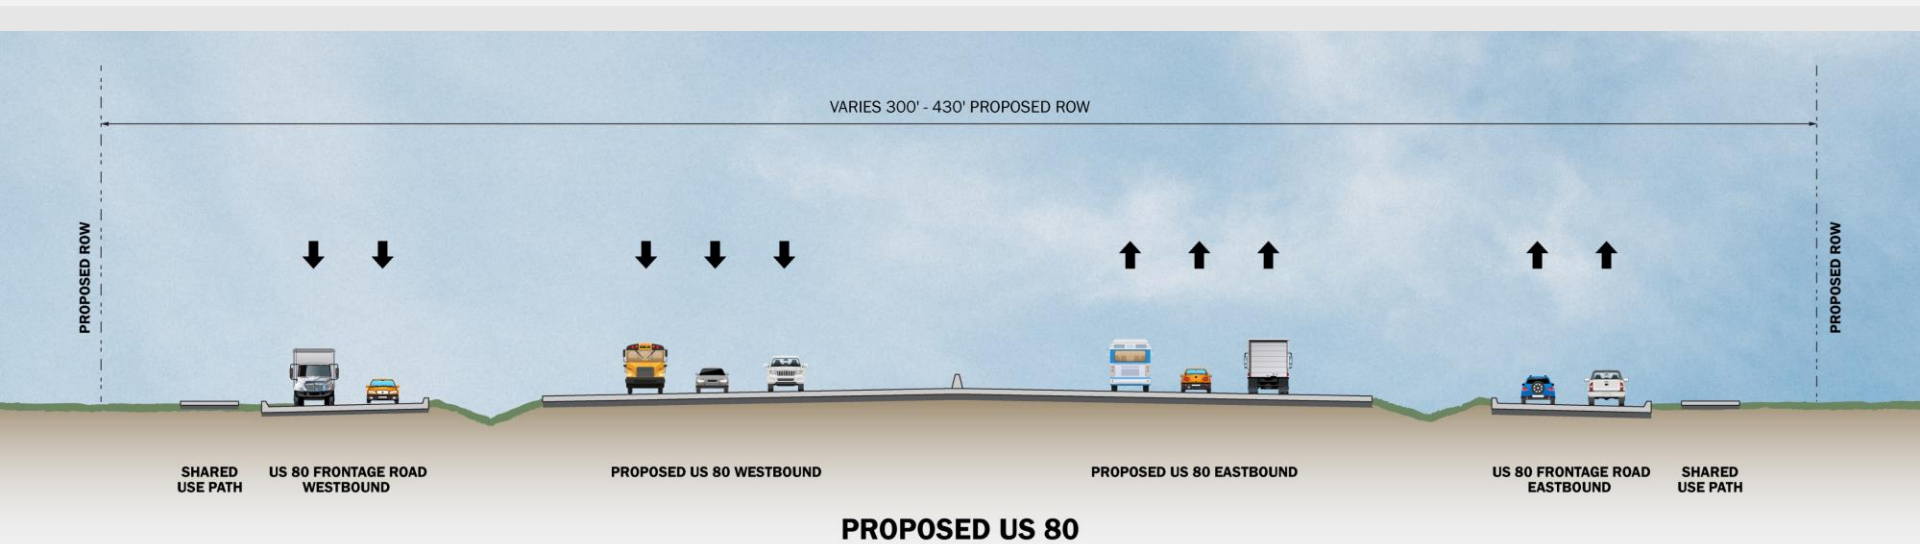 VARIES 300' - 430' PROPOSED ROW
PROPOSED ROW
PROPOSED ROW
SHARED
USE PATH
US 80 FRONTAGE ROAD
WESTBOUND
PROPOSED US 80 WESTBOUND
PROPOSED US 80 EASTBOUND
US 80 FRONTAGE ROAD
EASTBOUND
SHARED
USE PATH
PROPOSED US 80